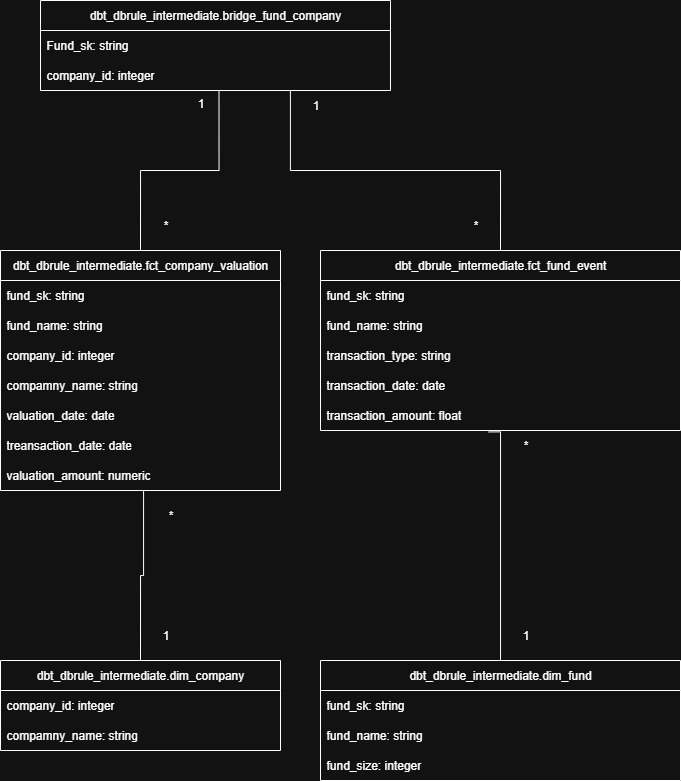 dbt_dbrule_intermediate.bridge_fund_company
Fund_sk: string
company_id: integer
1
1
*
*
dbt_dbrule_intermediate.fct_company_valuation
fund_sk: string
fund_name: string
company_id: integer
compamny_name: string
valuation_date: date
treansaction_date: date
valuation_amount: numeric
dbt_dbrule_intermediate.fct_fund_event
fund_sk: string
fund_name: string
transaction_type: string
transaction_date: date
transaction_amount: float
*
*
1
1
dbt_dbrule_intermediate.dim_company
company_id: integer
compamny_name: string
dbt_dbrule_intermediate.dim_fund
fund_sk: string
fund_name: string
fund_size: integer